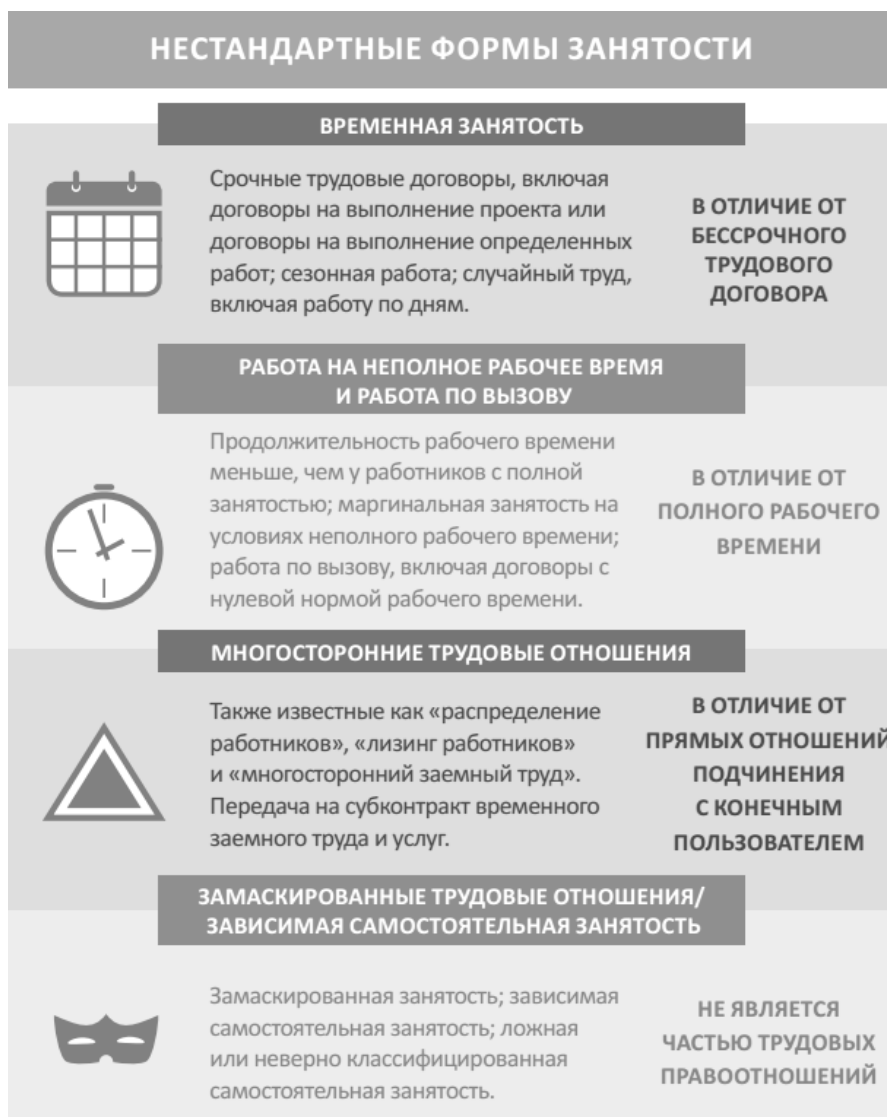 НЕСТАНДАРТНЫЕ ФОРМЫ ЗАНЯТОСТИ
ВРЕМЕННАЯ ЗАНЯТОСТЬ
Срочные трудовые договоры, включая
договоры на выполнение проекта или
договоры на выполнение определенных
работ; сезонная работа; случайный труд,
включая работу по дням.
В ОТЛИЧИЕ ОТ
БЕССРОЧНОГО
ТРУДОВОГО
ДОГОВОРА
РАБОТА НА НЕПОЛНОЕ РАБОЧЕЕ ВРЕМЯ
И РАБОТА ПО ВЫЗОВУ
Продолжительность рабочего времени
меньше, чем у работников с полной
занятостью; маргинальная занятость на
условиях неполного рабочего времени;
работа по вызову, включая договоры с
нулевой нормой рабочего времени.
В ОТЛИЧИЕ ОТ
ПОЛНОГО РАБОЧЕГО
ВРЕМЕНИ
МНОГОСТОРОННИЕ ТРУДОВЫЕ ОТНОШЕНИЯ
Также известные как «распределение
работников», «лизинг работников»
и «многосторонний заемный труд».
Передача на субконтракт временного
заемного труда и услуг.
В ОТЛИЧИЕ ОТ
ПРЯМЫХ ОТНОШЕНИЙ
ПОДЧИНЕНИЯ
С КОНЕЧНЫМ
ПОЛЬЗОВАТЕЛЕМ
ЗАМАСКИРОВАННЫЕ ТРУДОВЫЕ ОТНОШЕНИЯ/
ЗАВИСИМАЯ САМОСТОЯТЕЛЬНАЯ ЗАНЯТОСТЬ
Замаскированная занятость; зависимая
самостоятельная занятость; ложная
или неверно классифицированная
самостоятельная занятость.
НЕ ЯВЛЯЕТСЯ
ЧАСТЬЮ ТРУДОВЫХ
ПРАВООТНОШЕНИЙ